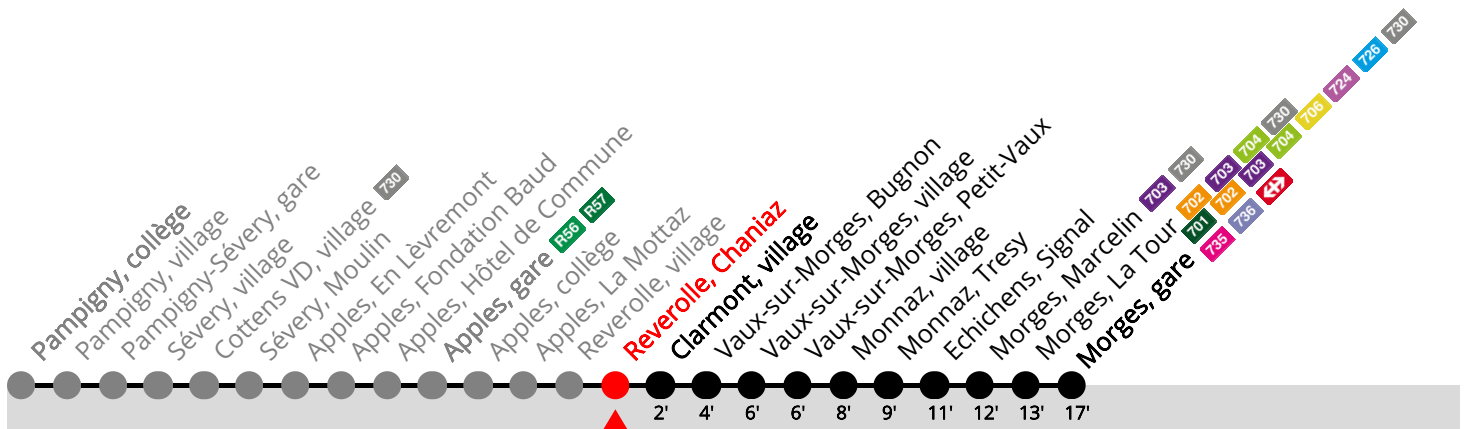 Pampigny, collège
Pampigny, village
Pampigny-Sévery, gare
Sévery, village
Cottens VD, village 730
Sévery, Moulin
Apples, En Lèvremont
Apples, Fondation Baud
Apples, Hôtel de Commune
Apples, gare R56 R57
Apples, collège
Apples, La Mottaz
Reverolle, village
Reverolle, Chaniaz
Clarmont, village
Vaux-sur-Morges, Bugnon
Vaux-sur-Morges, village
Vaux-sur-Morges, Petit-Vaux
Monnaz, village
Monnaz, Tresy
Echichens, Signal
Morges, Marcelin 703 730
Morges, La Tour 702 703 704 730
Morges, gare
701 702 703 704 706 724 726 730
735 736
2' 4' 6' 6' 8' 9' 11' 12' 13' 17'